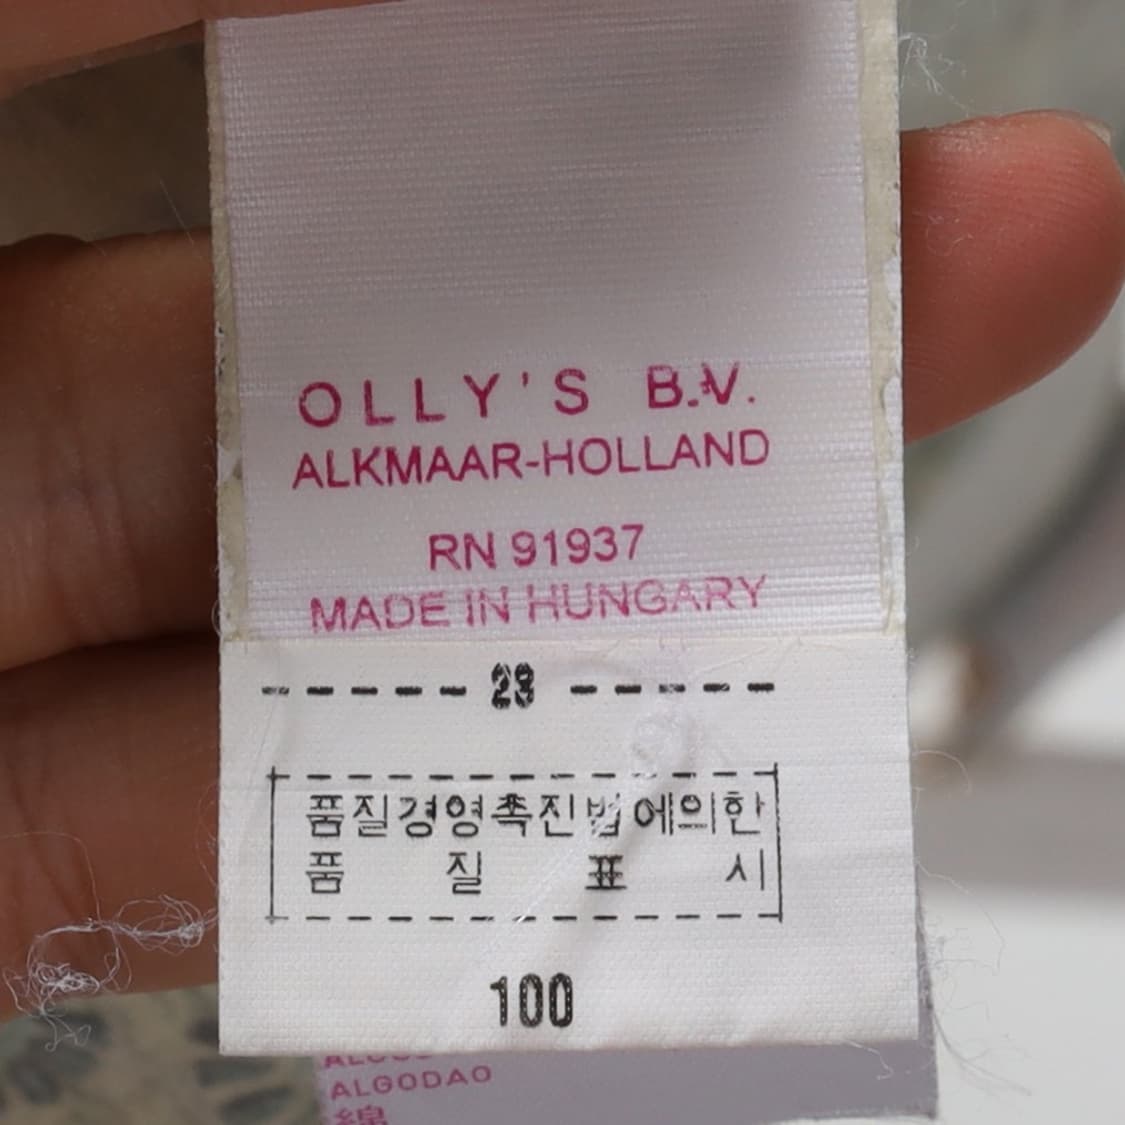 OLLY'S B.V.
ALKMAAR-HOLLAND
RN 91937
MADE IN HUNGARY
품질경영촉진법에의한
품 질 표 시
100
ALGODAO
綿